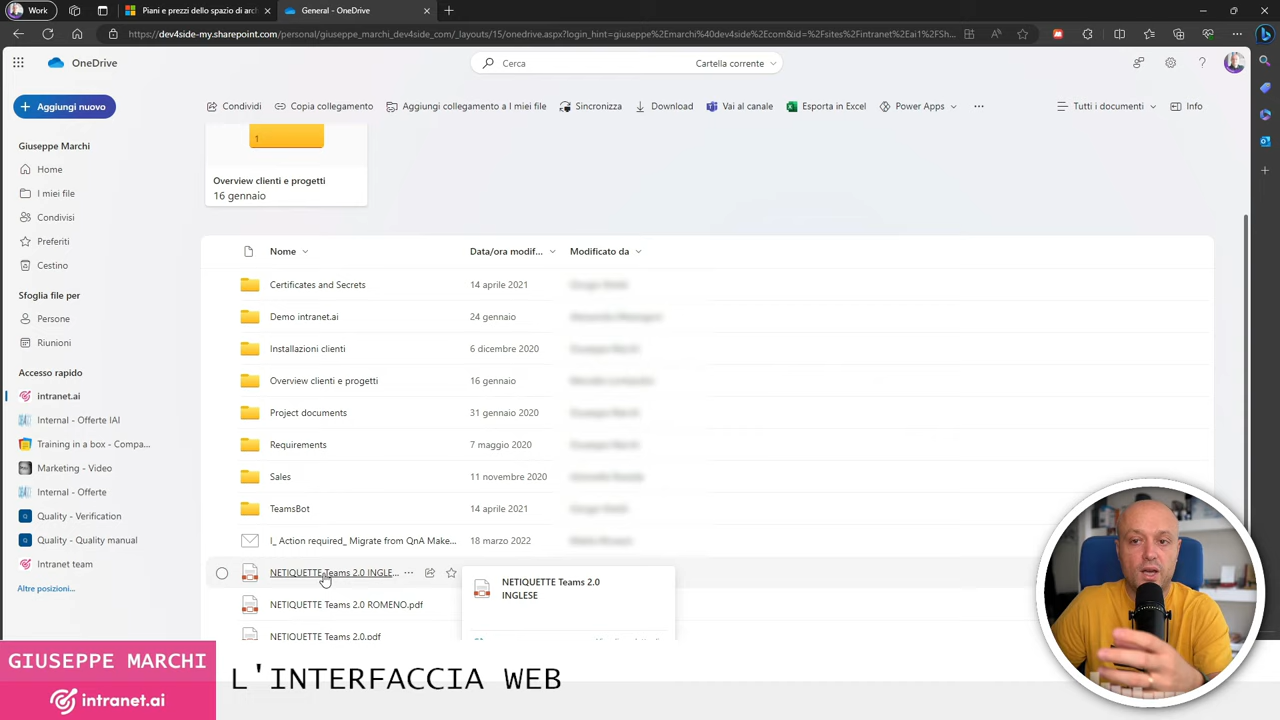 Work
Piani e prezzi dello spazio di arc
General - OneDrive
https://dev4side-my.sharepoint.com/personal/giuseppe_marchi_dev4side_com/_layouts/15/onedrive.aspx?login_hint=giuseppe%2Emarchi%40dev4side%2Ecom&id=%2Fsites%2Fintranet%2Eai1%2FSh...
OneDrive
Cerca
Cartella corrente
Aggiungi nuovo
Condividi
Copia collegamento
Aggiungi collegamento a I miei file
Sincronizza
Download
Vai al canale
Esporta in Excel
Power Apps
Tutti i documenti
Info
Giuseppe Marchi
Home
I miei file
Condivisi
Preferiti
Cestino
Sfoglia file per
Persone
Riunioni
Accesso rapido
intranet.ai
Internal - Offerte IAI
Training in a box - Compa...
Marketing - Video
Internal - Offerte
Quality - Verification
Quality - Quality manual
Intranet team
Altre posizioni...
1
Overview clienti e progetti
16 gennaio
Nome
Data/ora modif...
Modificato da
Certificates and Secrets
14 aprile 2021
Demo intranet.ai
24 gennaio
Installazioni clienti
6 dicembre 2020
Overview clienti e progetti
16 gennaio
Project documents
31 gennaio 2020
Requirements
7 maggio 2020
Sales
11 novembre 2020
TeamsBot
14 aprile 2021
I_ Action required_ Migrate from QnA Make...
18 marzo 2022
NETIQUETTE Teams 2.0 INGLE...
NETIQUETTE Teams 2.0
INGLESE
NETIQUETTE Teams 2.0 ROMENO.pdf
NETIQUETTE Teams 2.0.pdf
GIUSEPPE MARCHI
intranet.ai
L'INTERFACCIA WEB